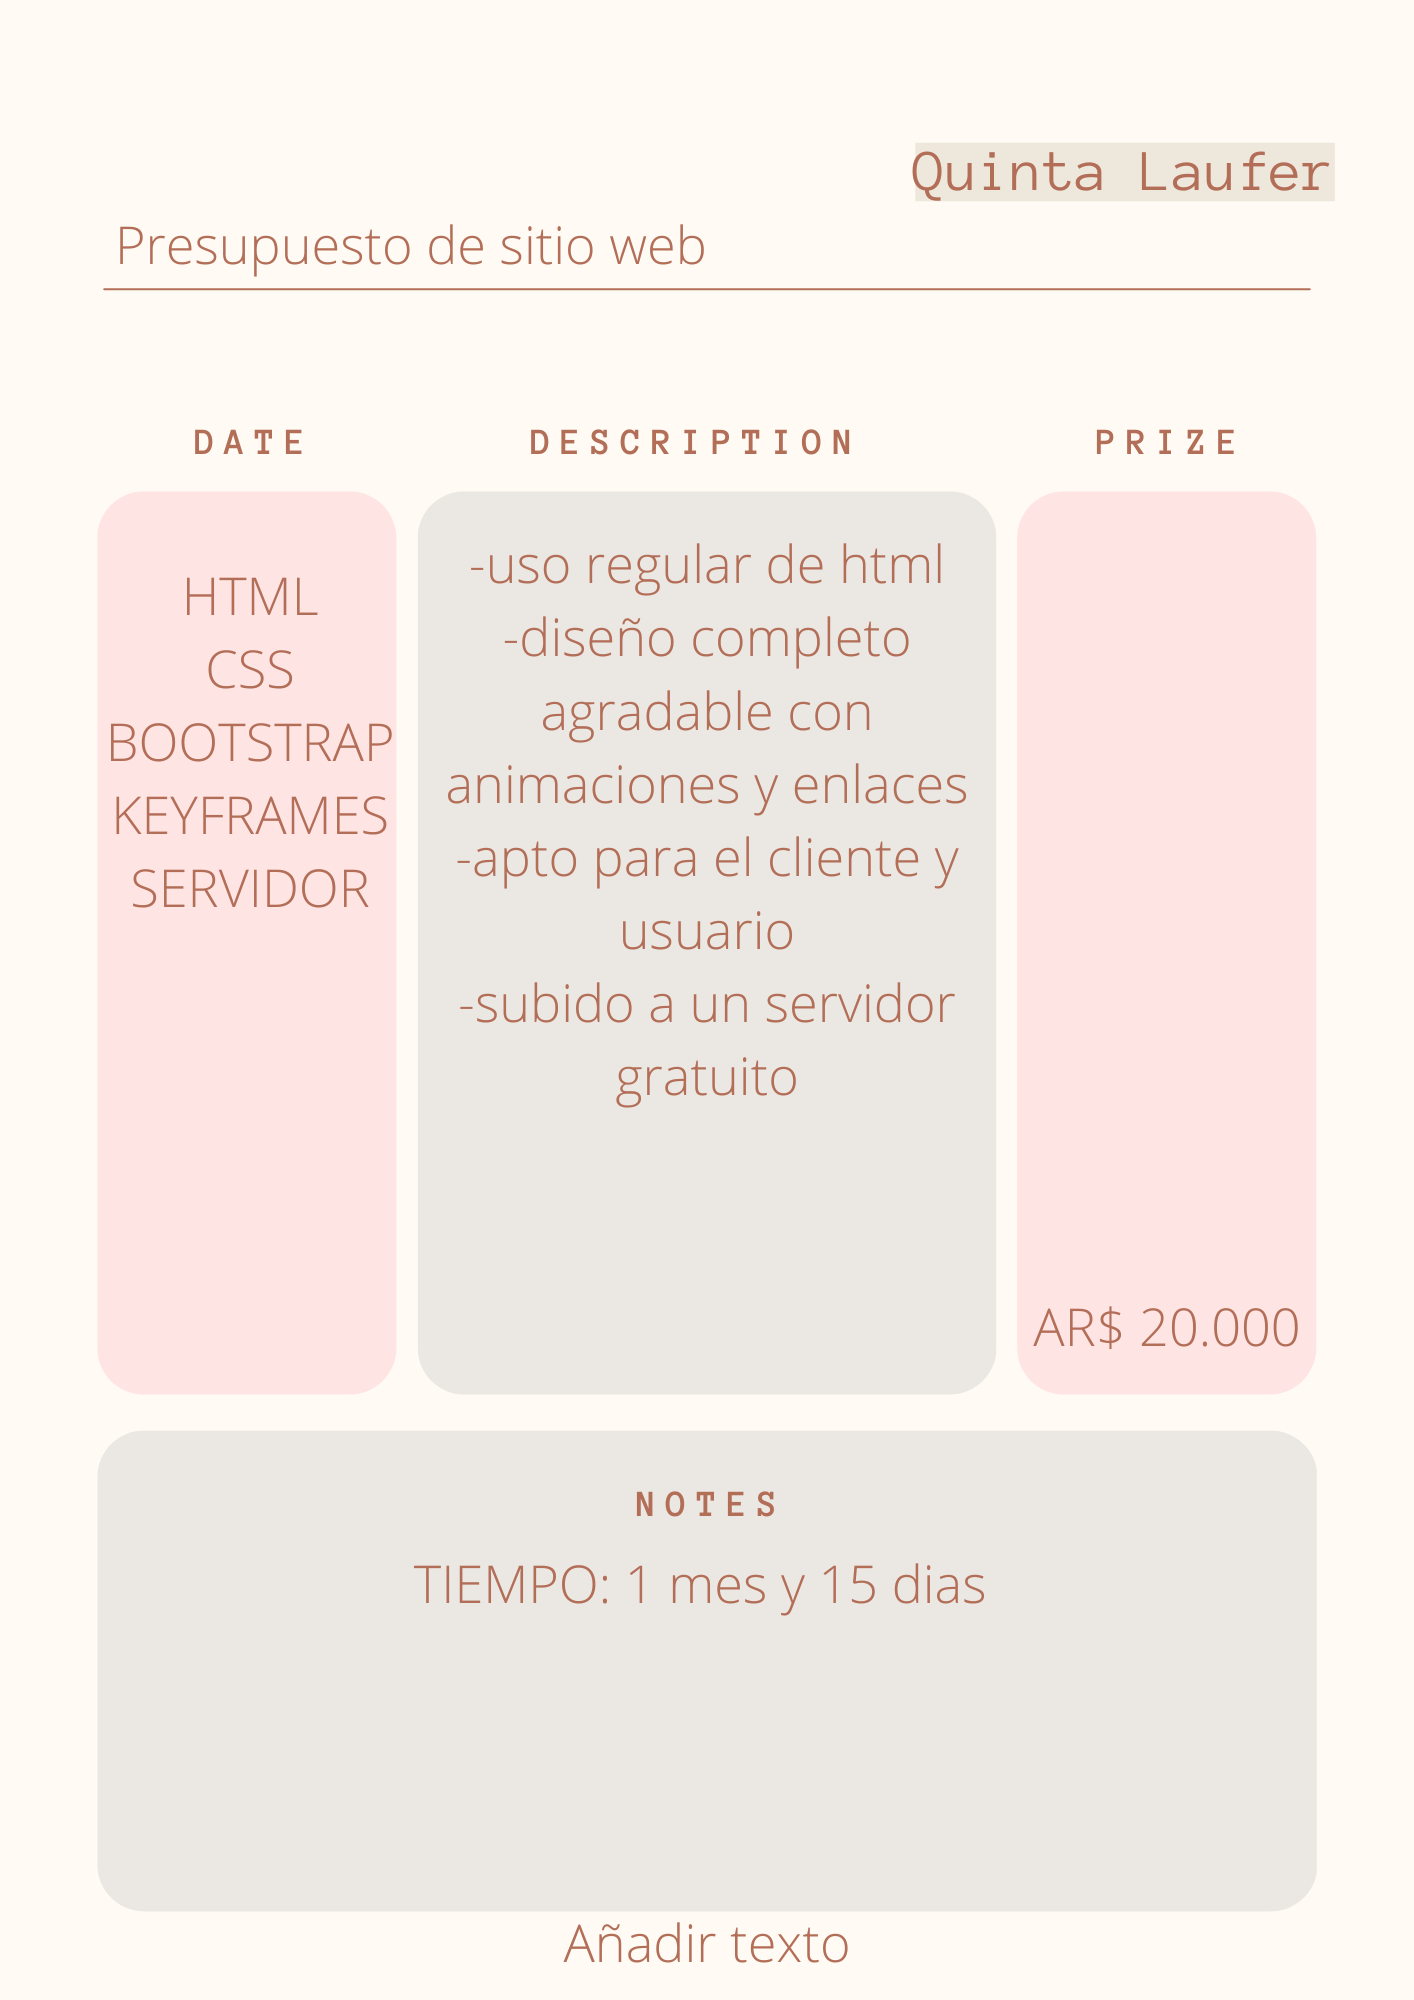 Quinta Laufer
Presupuesto de sitio web
DATE
DESCRIPTION
PRIZE
HTML
CSS
BOOTSTRAP
KEYFRAMES
SERVIDOR
-uso regular de html
-diseño completo
agradable con
animaciones y enlaces
-apto para el cliente y
usuario
-subido a un servidor
gratuito
AR$ 20.000
NOTES
TIEMPO: 1 mes y 15 dias
Añadir texto